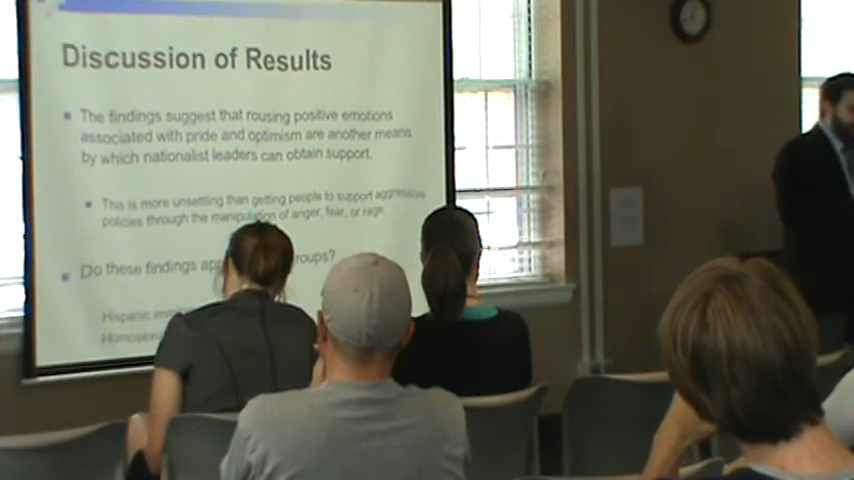 Discussion of Results
The findings suggest that rousing positive emotions
associated with pride and optimism are another means
by which nationalist leaders can obtain support.
This is more unsettling than getting people to support aggressive
policies through the manipulation of anger, fear, or rage.
Do these findings groups?
Hispanic